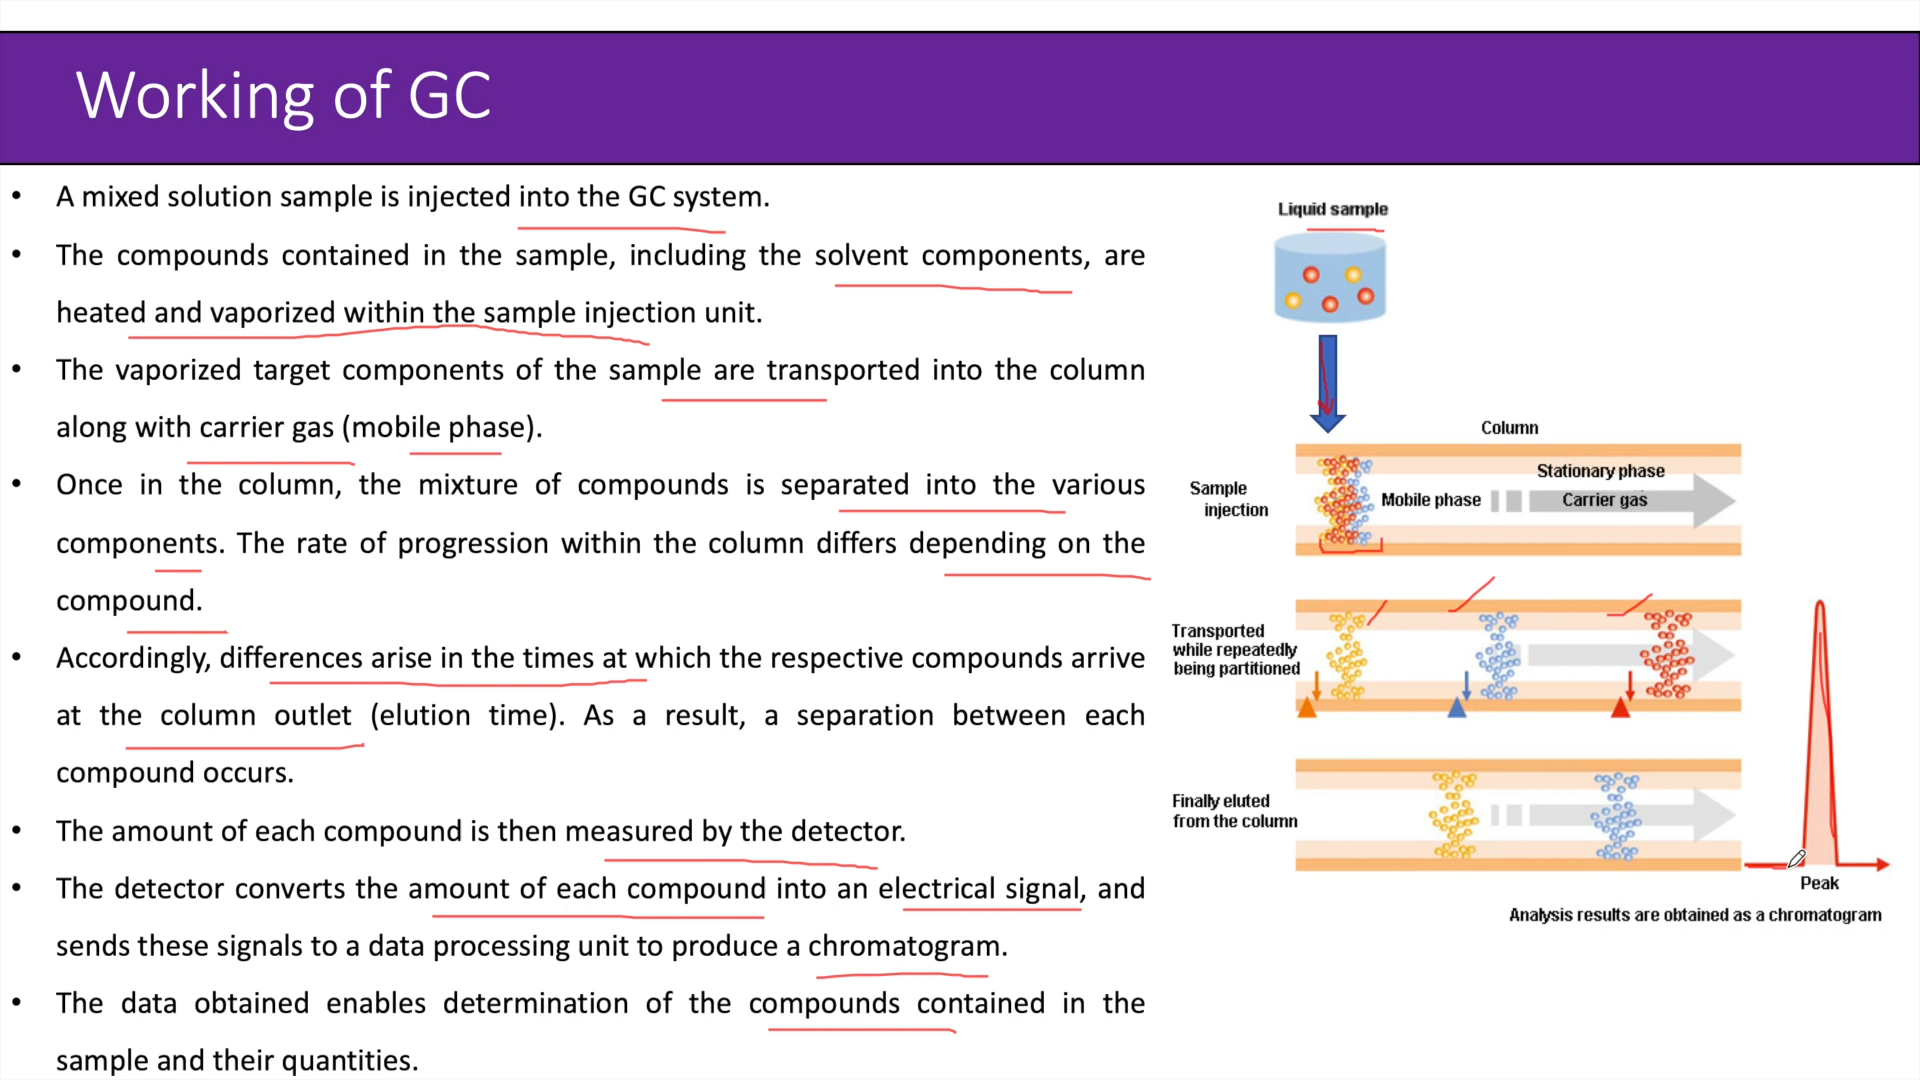 Working of GC
• A mixed solution sample is injected into the GC system.
• The compounds contained in the sample, including the solvent components, are
heated and vaporized within the sample injection unit.
• The vaporized target components of the sample are transported into the column
along with carrier gas (mobile phase).
• Once in the column, the mixture of compounds is separated into the various
components. The rate of progression within the column differs depending on the
compound.
• Accordingly, differences arise in the times at which the respective compounds arrive
at the column outlet (elution time). As a result, a separation between each
compound occurs.
• The amount of each compound is then measured by the detector.
• The detector converts the amount of each compound into an electrical signal, and
sends these signals to a data processing unit to produce a chromatogram.
• The data obtained enables determination of the compounds contained in the
sample and their quantities.
Liquid sample
Column
Stationary phase
Sample
injection
Mobile phase
Carrier gas
Transported
while repeatedly
being partitioned
Finally eluted
from the column
Peak
Analysis results are obtained as a chromatogram